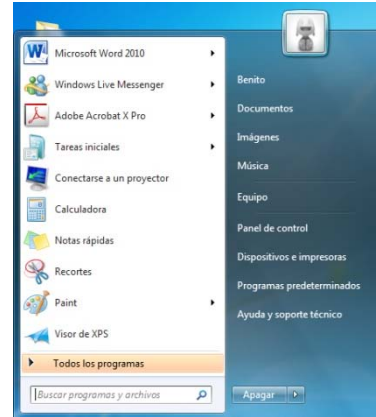 Microsoft Word 2010
Windows Live Messenger
Adobe Acrobat X Pro
Tareas iniciales
Conectarse a un proyector
Calculadora
Notas rápidas
Recortes
Paint
Visor de XPS
Todos los programas
Buscar programas y archivos
Benito
Documentos
Imágenes
Música
Equipo
Panel de control
Dispositivos e impresoras
Programas predeterminados
Ayuda y soporte técnico
Apagar